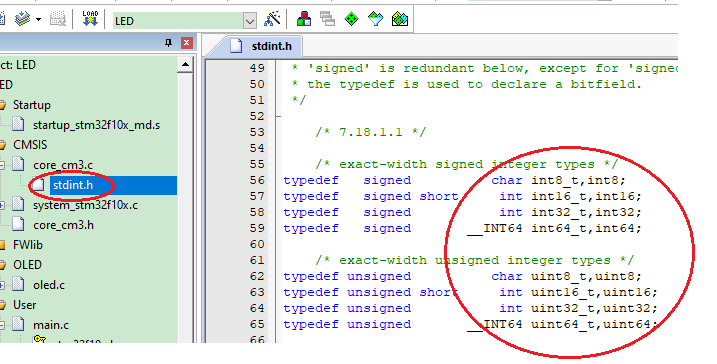 LOAD
LED
ct: LED
ED
Startup
startup_stm32f10x_md.s
CMSIS
core_cm3.c
stdint.h
system_stm32f10x.c
core_cm3.h
FWlib
OLED
oled.c
User
main.c
stdint.h
49 * 'signed' is redundant below, except for 'signed
50 * the typedef is used to declare a bitfield.
51 */
52
53 /* 7.18.1.1 */
54
55 /* exact-width signed integer types */
56 typedef signed char int8_t,int8;
57 typedef signed short int int16_t,int16;
58 typedef signed int int32_t,int32;
59 typedef signed __INT64 int64_t,int64;
60
61 /* exact-width unsigned integer types */
62 typedef unsigned char uint8_t,uint8;
63 typedef unsigned short int uint16_t,uint16;
64 typedef unsigned int uint32_t,uint32;
65 typedef unsigned __INT64 uint64_t,uint64;
66